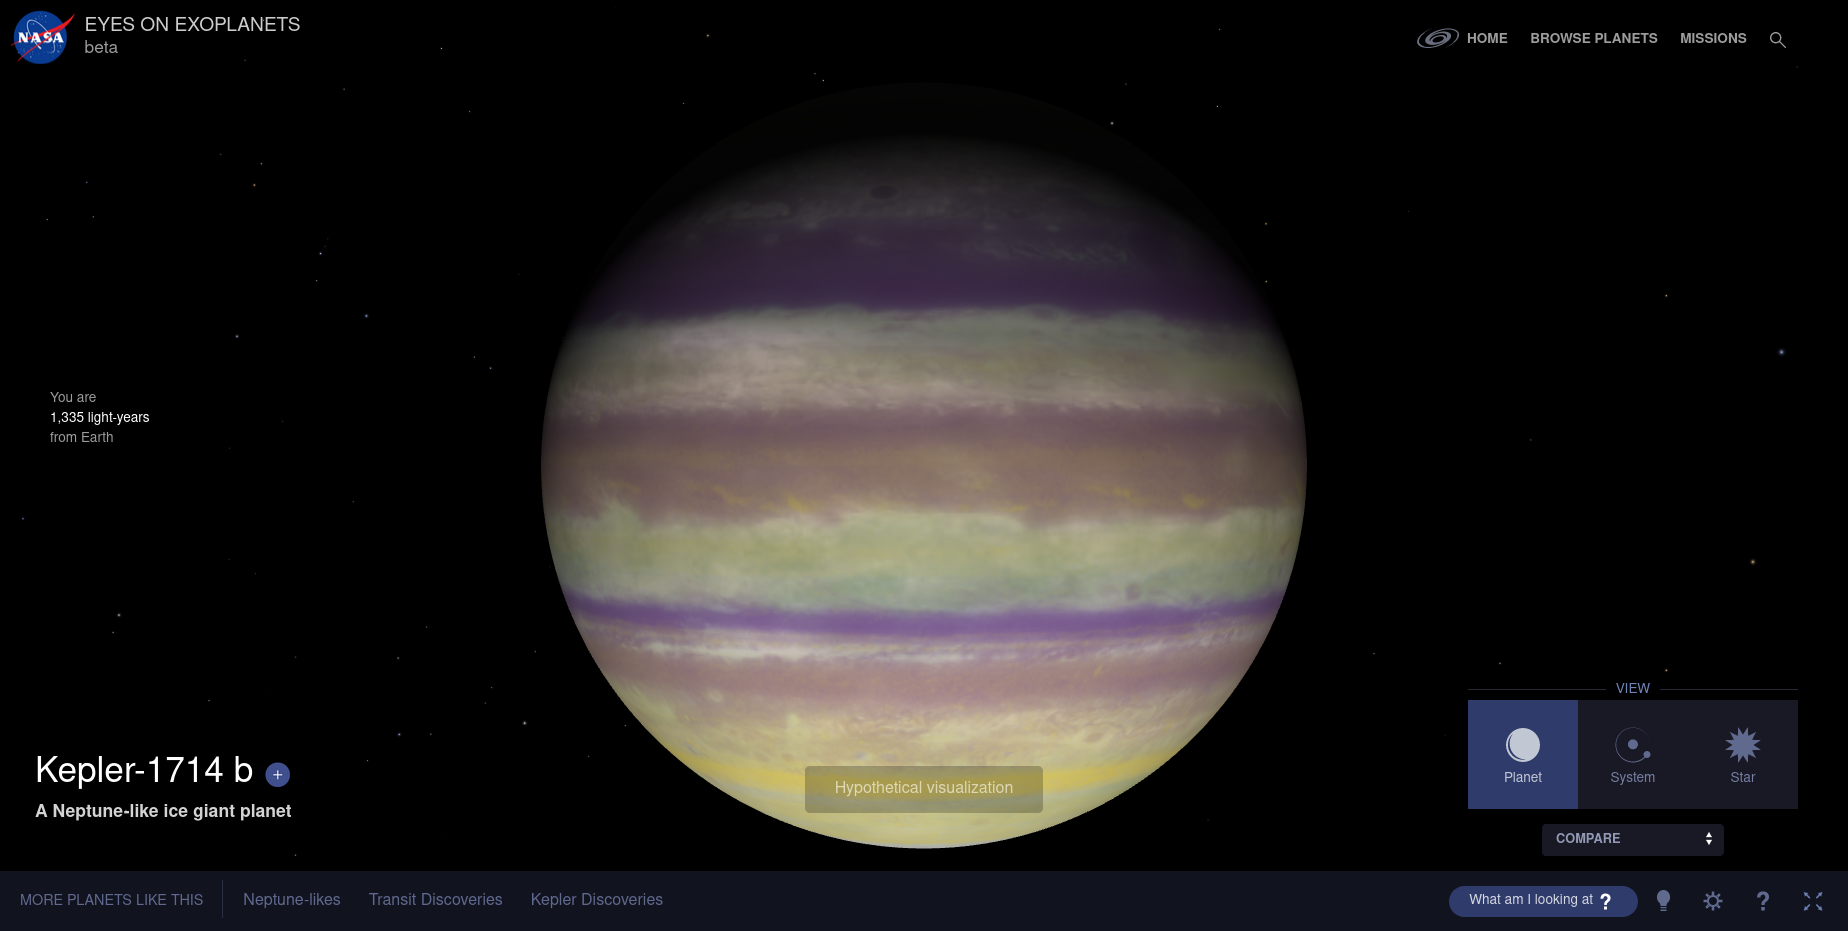 NASA
EYES ON EXOPLANETS
beta
HOME
BROWSE PLANETS
MISSIONS
You are
1,335 light-years
from Earth
Kepler-1714 b +
A Neptune-like ice giant planet
Hypothetical visualization
VIEW
Planet
System
Star
COMPARE
MORE PLANETS LIKE THIS
Neptune-likes
Transit Discoveries
Kepler Discoveries
What am I looking at ?
?